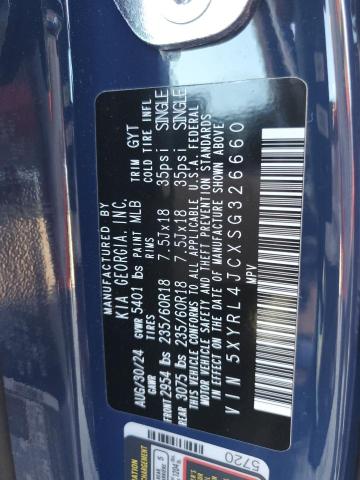 MANUFACTURED BY
KIA GEORGIA, INC.
AUG/30/24 GVWR 5401 lbs PAINT MLB TRIM GYT
GAWR TIRES RIMS COLD TIRE INFL
FRONT 2954 lbs 235/60R18 7.5Jx18 35psi SINGLE
REAR 3075 lbs 235/60R18 7.5Jx18 35psi SINGLE
THIS VEHICLE CONFORMS TO ALL APPLICABLE U.S.A. FEDERAL
MOTOR VEHICLE SAFETY AND THEFT PREVENTION STANDARDS
IN EFFECT ON THE DATE OF MANUFACTURE SHOWN ABOVE
VIN 5XYRL4JCXSG326660
MPV
5720